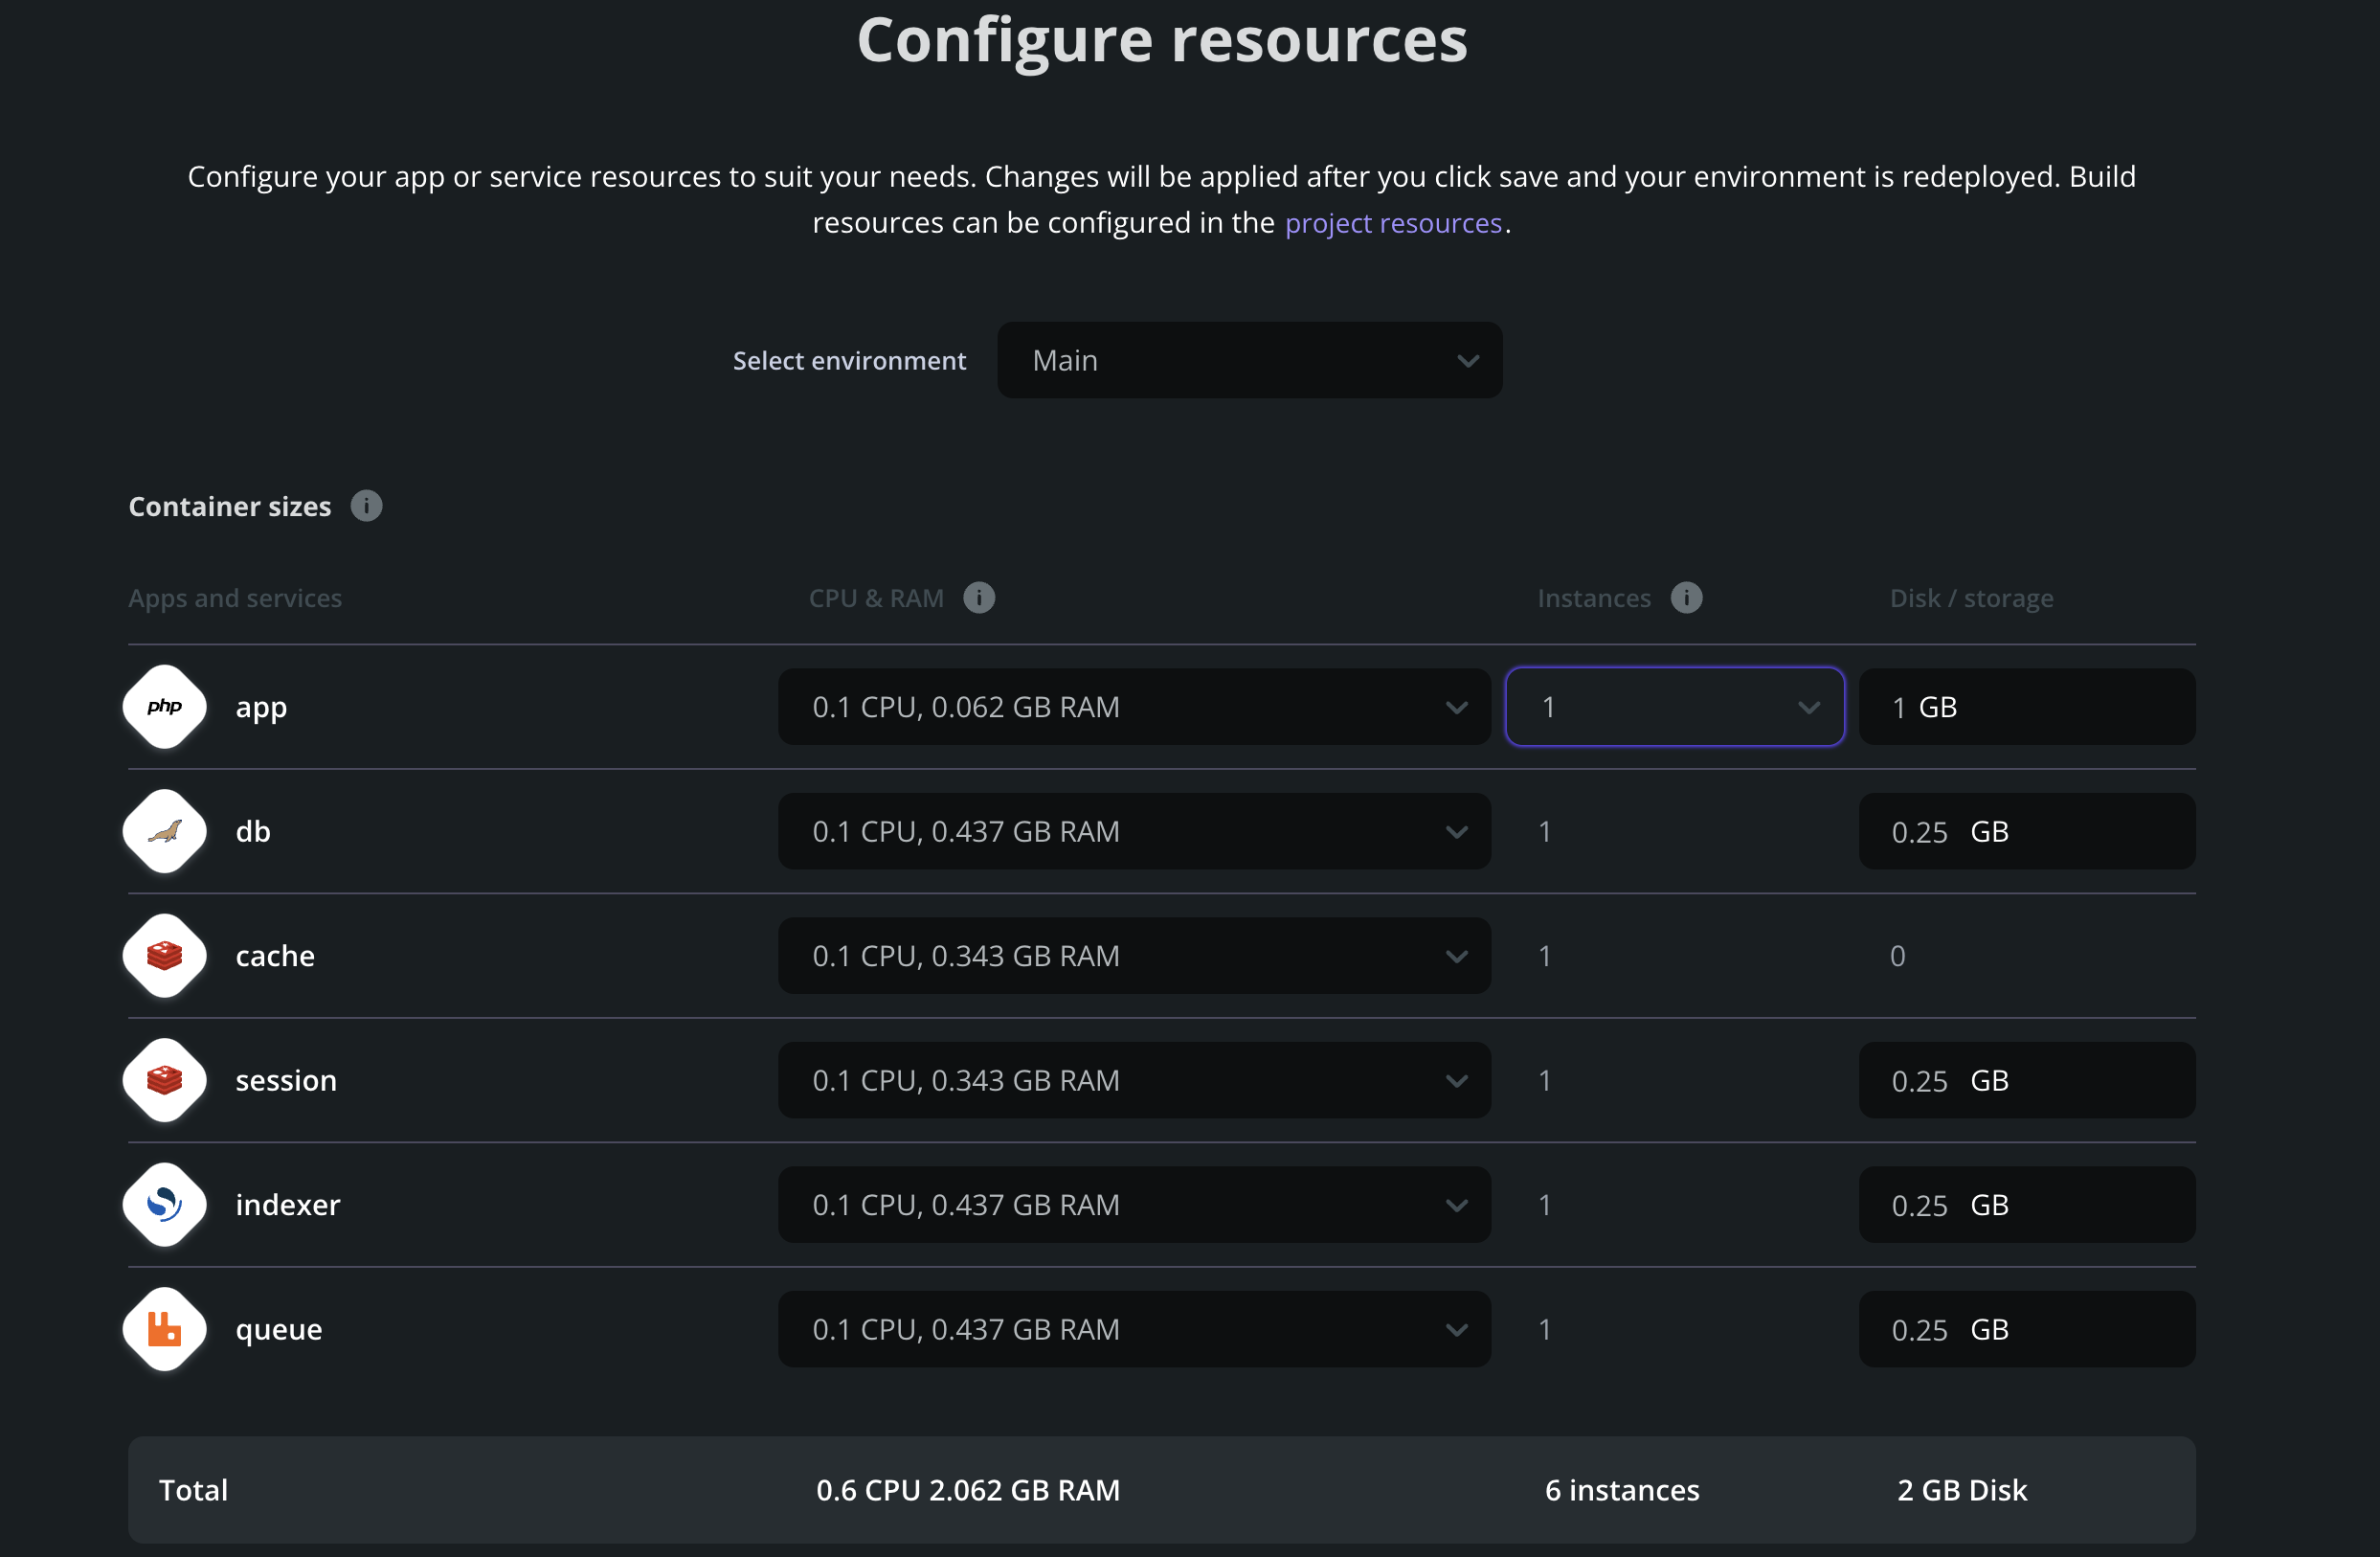 Configure resources
Configure your app or service resources to suit your needs. Changes will be applied after you click save and your environment is redeployed. Build
resources can be configured in the project resources.
Select environment Main
Container sizes i
Apps and services CPU & RAM i Instances i Disk / storage
php app 0.1 CPU, 0.062 GB RAM 1 1 GB
db 0.1 CPU, 0.437 GB RAM 1 0.25 GB
cache 0.1 CPU, 0.343 GB RAM 1 0
session 0.1 CPU, 0.343 GB RAM 1 0.25 GB
indexer 0.1 CPU, 0.437 GB RAM 1 0.25 GB
queue 0.1 CPU, 0.437 GB RAM 1 0.25 GB
Total 0.6 CPU 2.062 GB RAM 6 instances 2 GB Disk